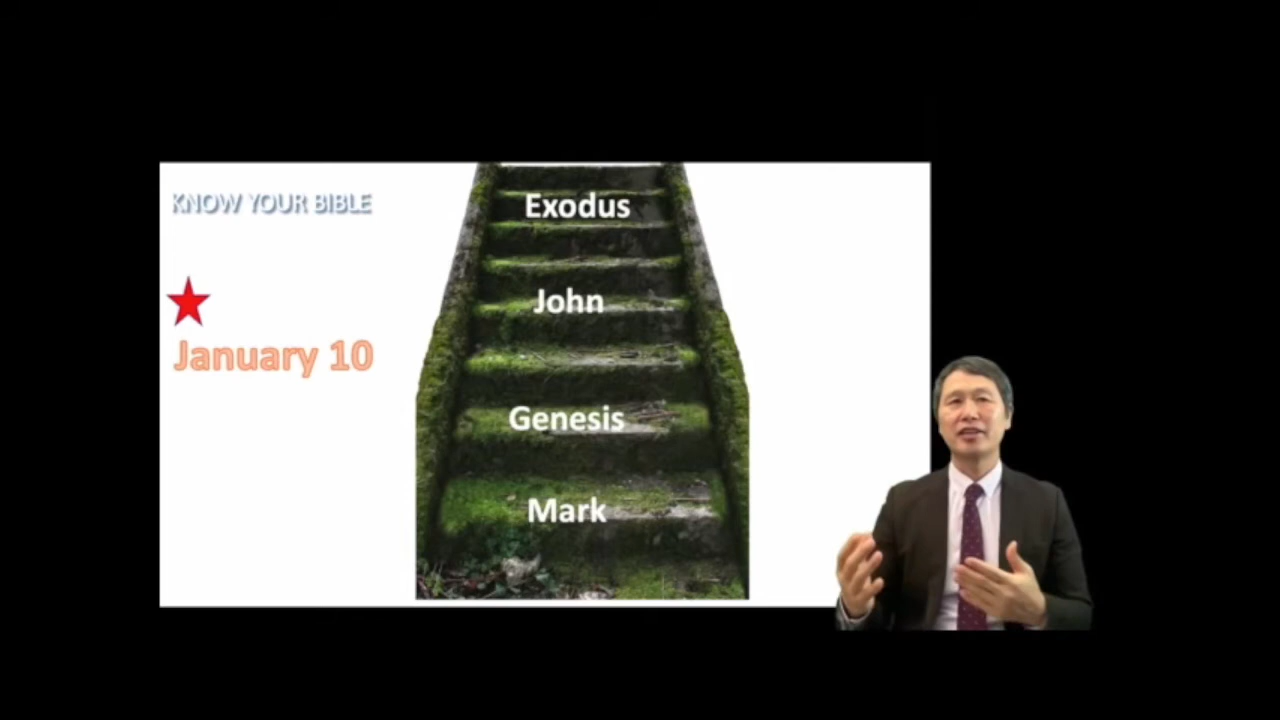 KNOW YOUR BIBLE
January 10
Exodus
John
Genesis
Mark